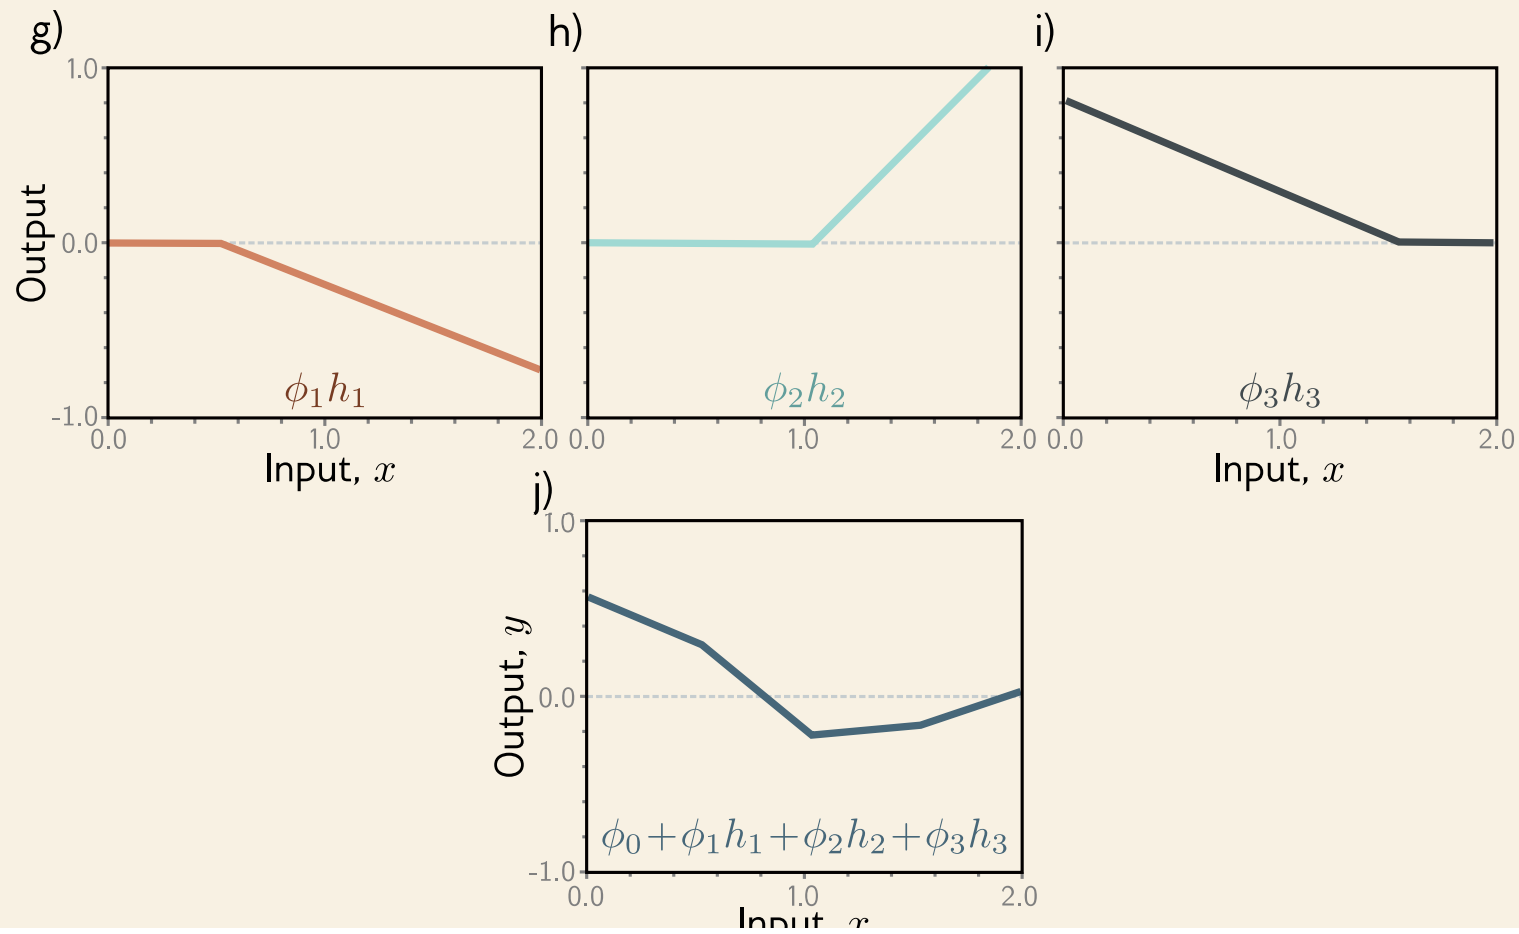 g)
h)
i)
1.0
0.0
-1.0
Output
ϕ₁h₁
ϕ₂h₂
ϕ₃h₃
0.0 1.0 2.0
0.0 1.0 2.0
0.0 1.0 2.0
Input, x
Input, x
j)
1.0
0.0
-1.0
Output, y
ϕ₀+ϕ₁h₁+ϕ₂h₂+ϕ₃h₃
0.0 1.0 2.0
Input, x